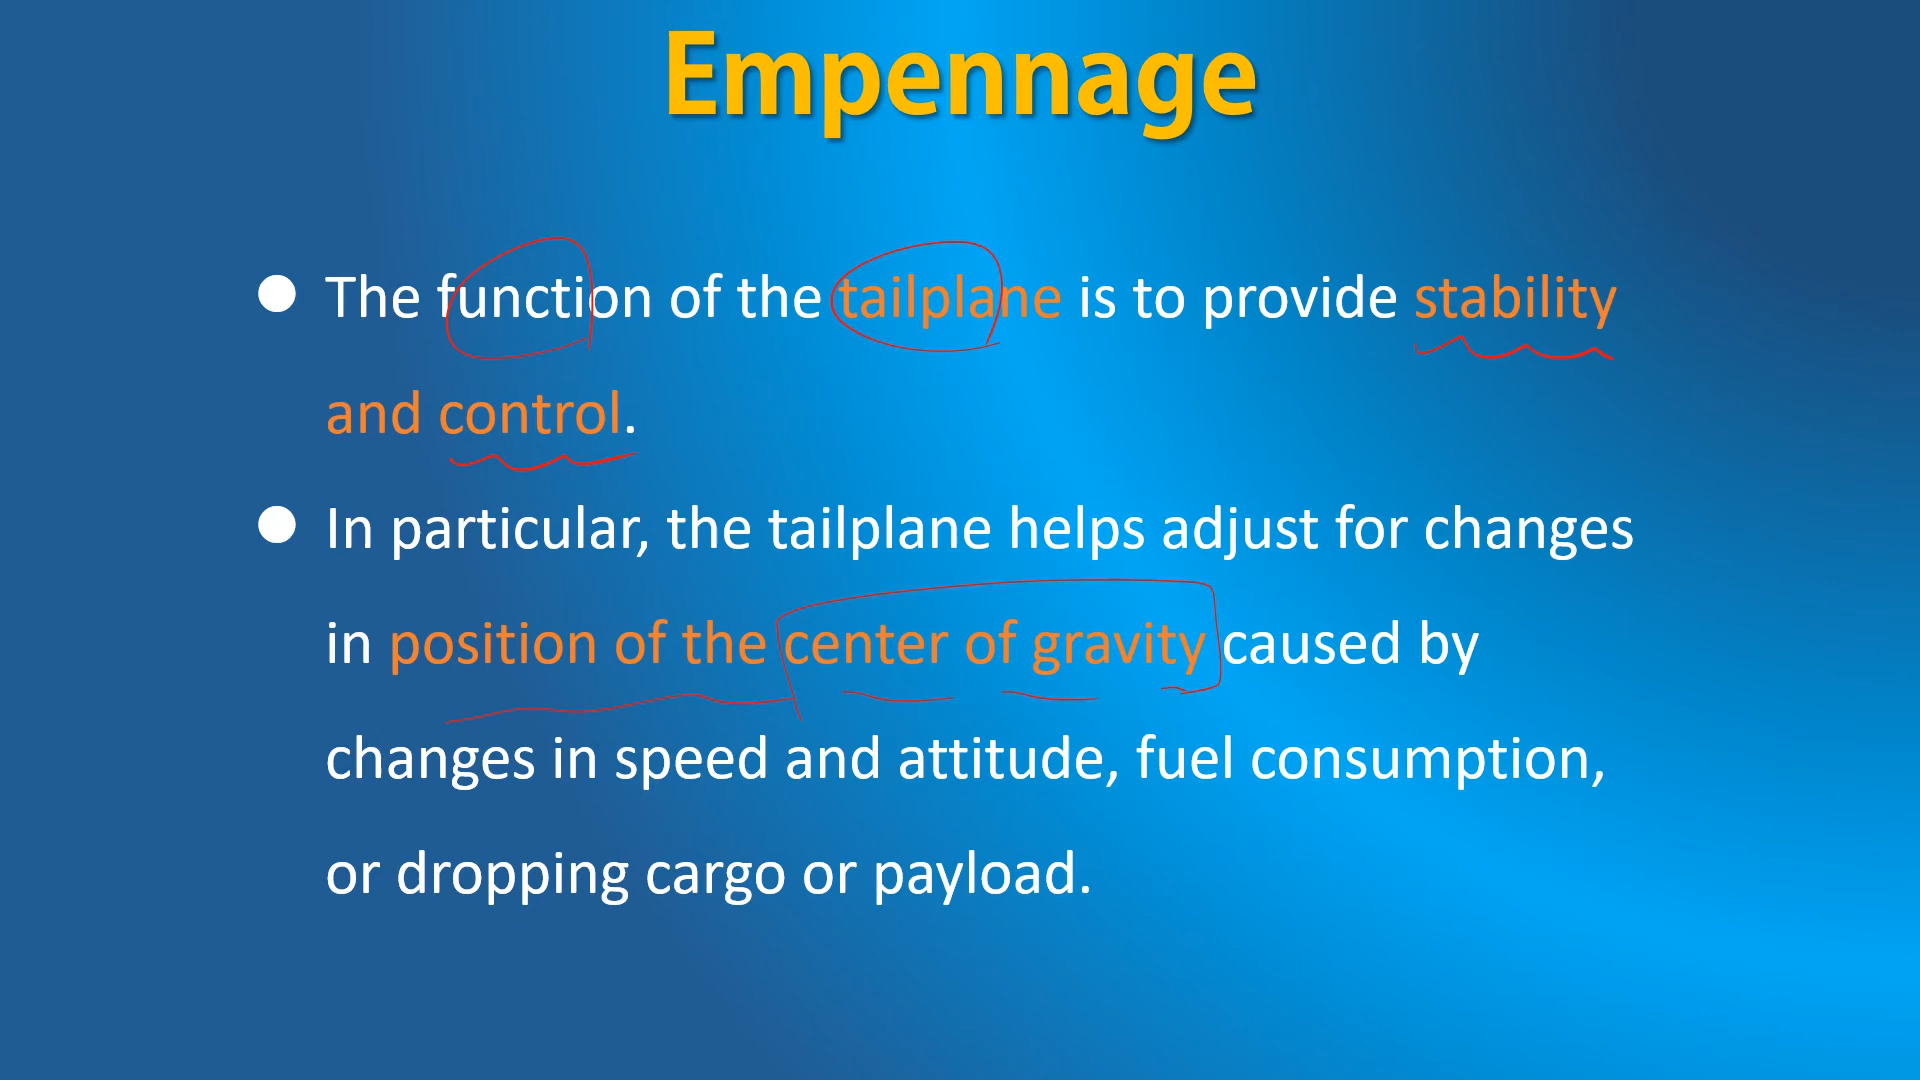 Empennage
● The function of the tailplane is to provide stability
and control.
● In particular, the tailplane helps adjust for changes
in position of the center of gravity caused by
changes in speed and attitude, fuel consumption,
or dropping cargo or payload.